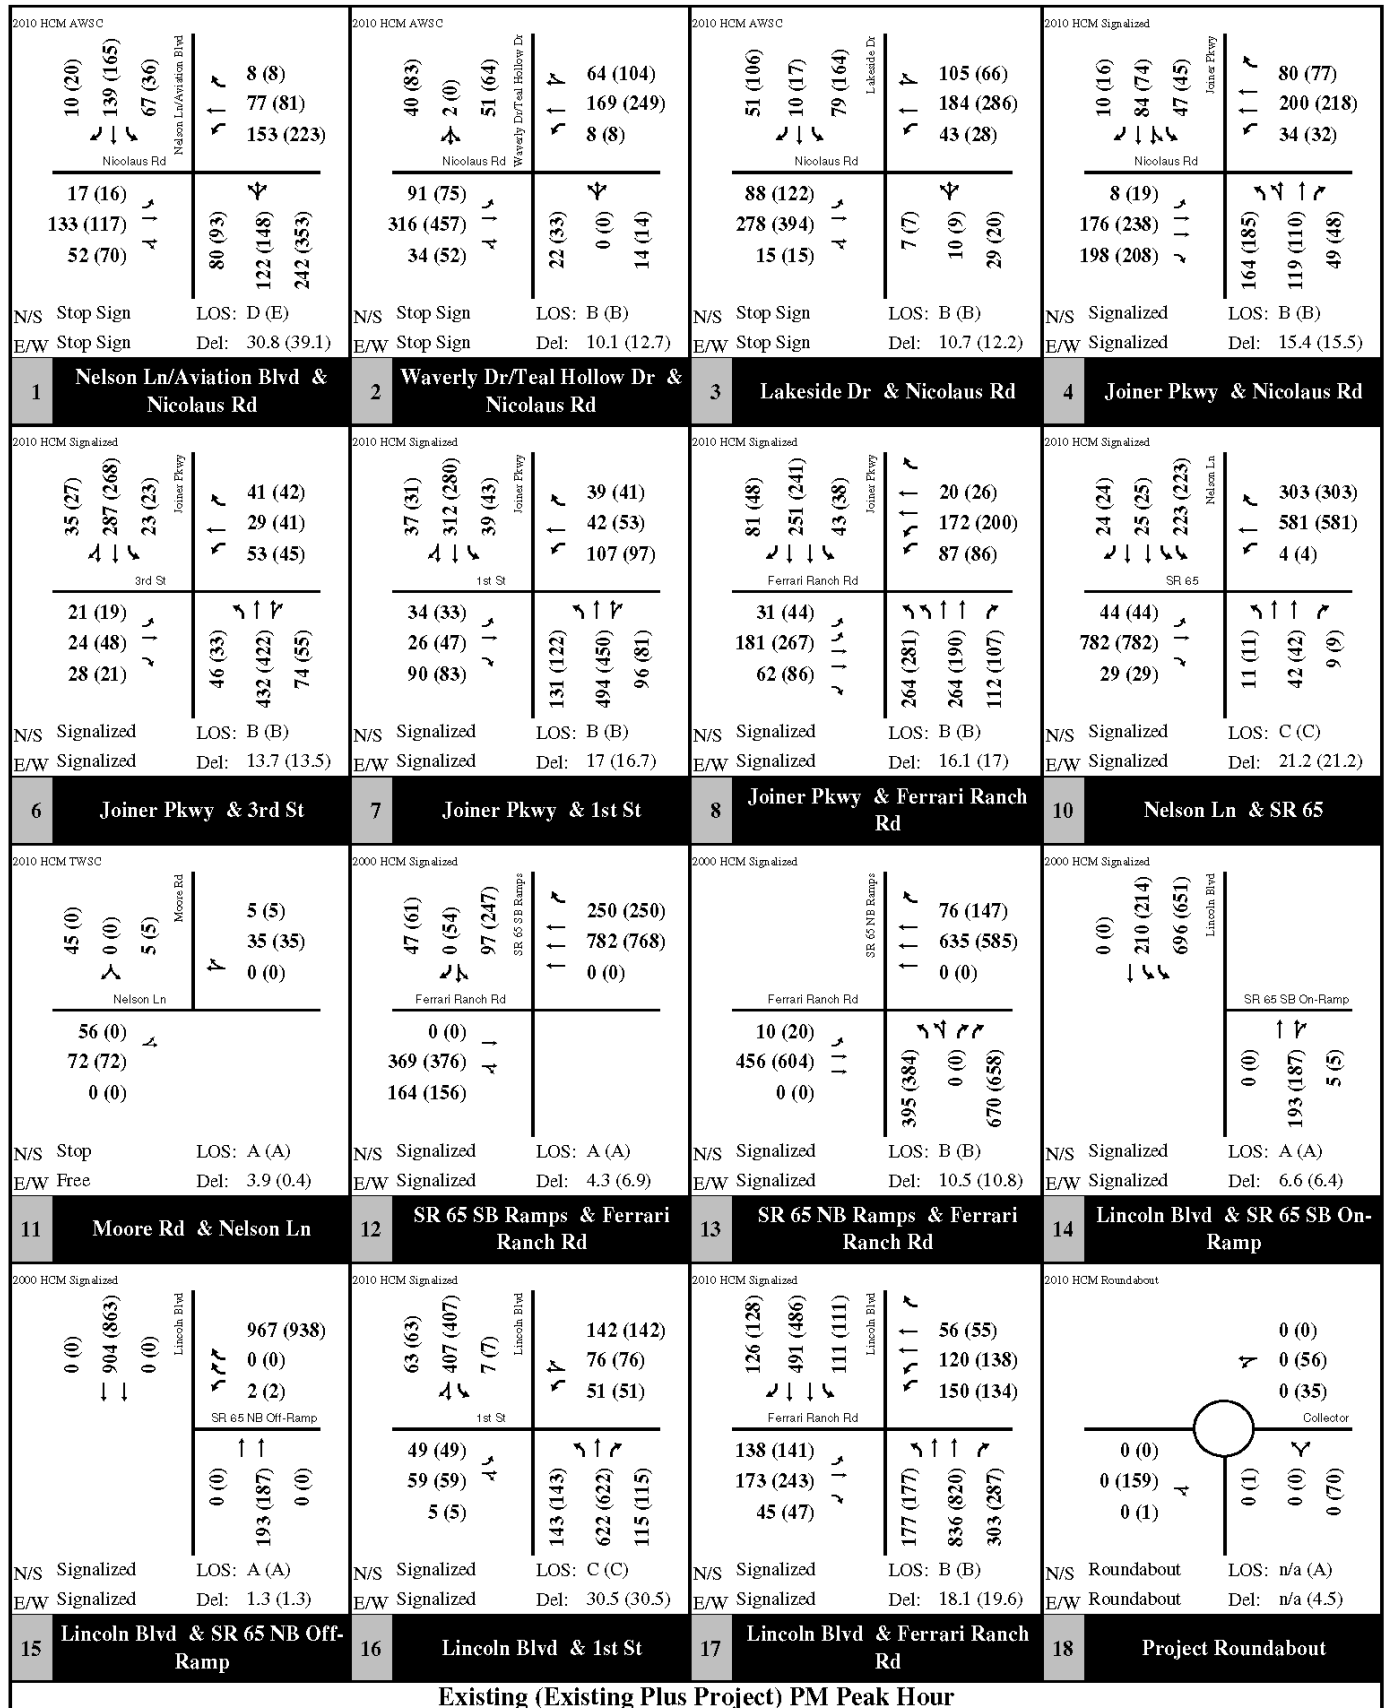 2010 HCM AWSC
10 (20)
139 (165)
67 (36)
Nelson Ln/Aviation Blvd
8 (8)
77 (81)
153 (223)
Nicolaus Rd
17 (16)
133 (117)
52 (70)
80 (93)
122 (148)
242 (353)
N/S Stop Sign LOS: D (E)
E/W Stop Sign Del: 30.8 (39.1)
1 Nelson Ln/Aviation Blvd &
Nicolaus Rd
2010 HCM AWSC
40 (83)
2 (0)
51 (64)
Waverly Dr/Teal Hollow Dr
64 (104)
169 (249)
8 (8)
Nicolaus Rd
91 (75)
316 (457)
34 (52)
22 (33)
0 (0)
14 (14)
N/S Stop Sign LOS: B (B)
E/W Stop Sign Del: 10.1 (12.7)
2 Waverly Dr/Teal Hollow Dr &
Nicolaus Rd
2010 HCM AWSC
51 (106)
10 (17)
79 (164)
Lakeside Dr
105 (66)
184 (286)
43 (28)
Nicolaus Rd
88 (122)
278 (394)
15 (15)
7 (7)
10 (9)
29 (20)
N/S Stop Sign LOS: B (B)
E/W Stop Sign Del: 10.7 (12.2)
3 Lakeside Dr & Nicolaus Rd
2010 HCM Signalized
10 (16)
84 (74)
47 (45)
Joiner Pkwy
80 (77)
200 (218)
34 (32)
Nicolaus Rd
8 (19)
176 (238)
198 (208)
164 (185)
119 (110)
49 (48)
N/S Signalized LOS: B (B)
E/W Signalized Del: 15.4 (15.5)
4 Joiner Pkwy & Nicolaus Rd
2010 HCM Signalized
35 (27)
287 (268)
23 (23)
Joiner Pkwy
41 (42)
29 (41)
53 (45)
3rd St
21 (19)
24 (48)
28 (21)
46 (33)
432 (422)
74 (55)
N/S Signalized LOS: B (B)
E/W Signalized Del: 13.7 (13.5)
6 Joiner Pkwy & 3rd St
2010 HCM Signalized
37 (31)
312 (280)
39 (43)
Joiner Pkwy
39 (41)
42 (53)
107 (97)
1st St
34 (33)
26 (47)
90 (83)
131 (122)
494 (450)
96 (81)
N/S Signalized LOS: B (B)
E/W Signalized Del: 17 (16.7)
7 Joiner Pkwy & 1st St
2010 HCM Signalized
81 (48)
251 (241)
43 (38)
Joiner Pkwy
20 (26)
172 (200)
87 (86)
Ferrari Ranch Rd
31 (44)
181 (267)
62 (86)
264 (281)
264 (190)
112 (107)
N/S Signalized LOS: B (B)
E/W Signalized Del: 16.1 (17)
8 Joiner Pkwy & Ferrari Ranch
Rd
2010 HCM Signalized
24 (24)
25 (25)
223 (223)
Nelson Ln
303 (303)
581 (581)
4 (4)
SR 65
44 (44)
782 (782)
29 (29)
11 (11)
42 (42)
9 (9)
N/S Signalized LOS: C (C)
E/W Signalized Del: 21.2 (21.2)
10 Nelson Ln & SR 65
2010 HCM TWSC
45 (0)
0 (0)
5 (5)
Moore Rd
5 (5)
35 (35)
0 (0)
Nelson Ln
56 (0)
72 (72)
0 (0)
N/S Stop LOS: A (A)
E/W Free Del: 3.9 (0.4)
11 Moore Rd & Nelson Ln
2000 HCM Signalized
47 (61)
0 (54)
97 (247)
SR 65 SB Ramps
250 (250)
782 (768)
0 (0)
Ferrari Ranch Rd
0 (0)
369 (376)
164 (156)
N/S Signalized LOS: A (A)
E/W Signalized Del: 4.3 (6.9)
12 SR 65 SB Ramps & Ferrari
Ranch Rd
2000 HCM Signalized
SR 65 NB Ramps
76 (147)
635 (585)
0 (0)
Ferrari Ranch Rd
10 (20)
456 (604)
0 (0)
395 (384)
0 (0)
670 (658)
N/S Signalized LOS: B (B)
E/W Signalized Del: 10.5 (10.8)
13 SR 65 NB Ramps & Ferrari
Ranch Rd
2000 HCM Signalized
0 (0)
210 (214)
696 (651)
Lincoln Blvd
SR 65 SB On-Ramp
0 (0)
193 (187)
5 (5)
N/S Signalized LOS: A (A)
E/W Signalized Del: 6.6 (6.4)
14 Lincoln Blvd & SR 65 SB On-
Ramp
2000 HCM Signalized
0 (0)
904 (863)
0 (0)
Lincoln Blvd
967 (938)
0 (0)
2 (2)
SR 65 NB Off-Ramp
0 (0)
193 (187)
0 (0)
N/S Signalized LOS: A (A)
E/W Signalized Del: 1.3 (1.3)
15 Lincoln Blvd & SR 65 NB Off-
Ramp
2010 HCM Signalized
63 (63)
407 (407)
7 (7)
Lincoln Blvd
142 (142)
76 (76)
51 (51)
1st St
49 (49)
59 (59)
5 (5)
143 (143)
622 (622)
115 (115)
N/S Signalized LOS: C (C)
E/W Signalized Del: 30.5 (30.5)
16 Lincoln Blvd & 1st St
2010 HCM Signalized
126 (128)
491 (486)
111 (111)
Lincoln Blvd
56 (55)
120 (138)
150 (134)
Ferrari Ranch Rd
138 (141)
173 (243)
45 (47)
177 (177)
836 (820)
303 (287)
N/S Signalized LOS: B (B)
E/W Signalized Del: 18.1 (19.6)
17 Lincoln Blvd & Ferrari Ranch
Rd
2010 HCM Roundabout
0 (0)
0 (56)
0 (35)
Collector
0 (0)
0 (159)
0 (1)
0 (1)
0 (0)
0 (70)
N/S Roundabout LOS: n/a (A)
E/W Roundabout Del: n/a (4.5)
18 Project Roundabout
Existing (Existing Plus Project) PM Peak Hour